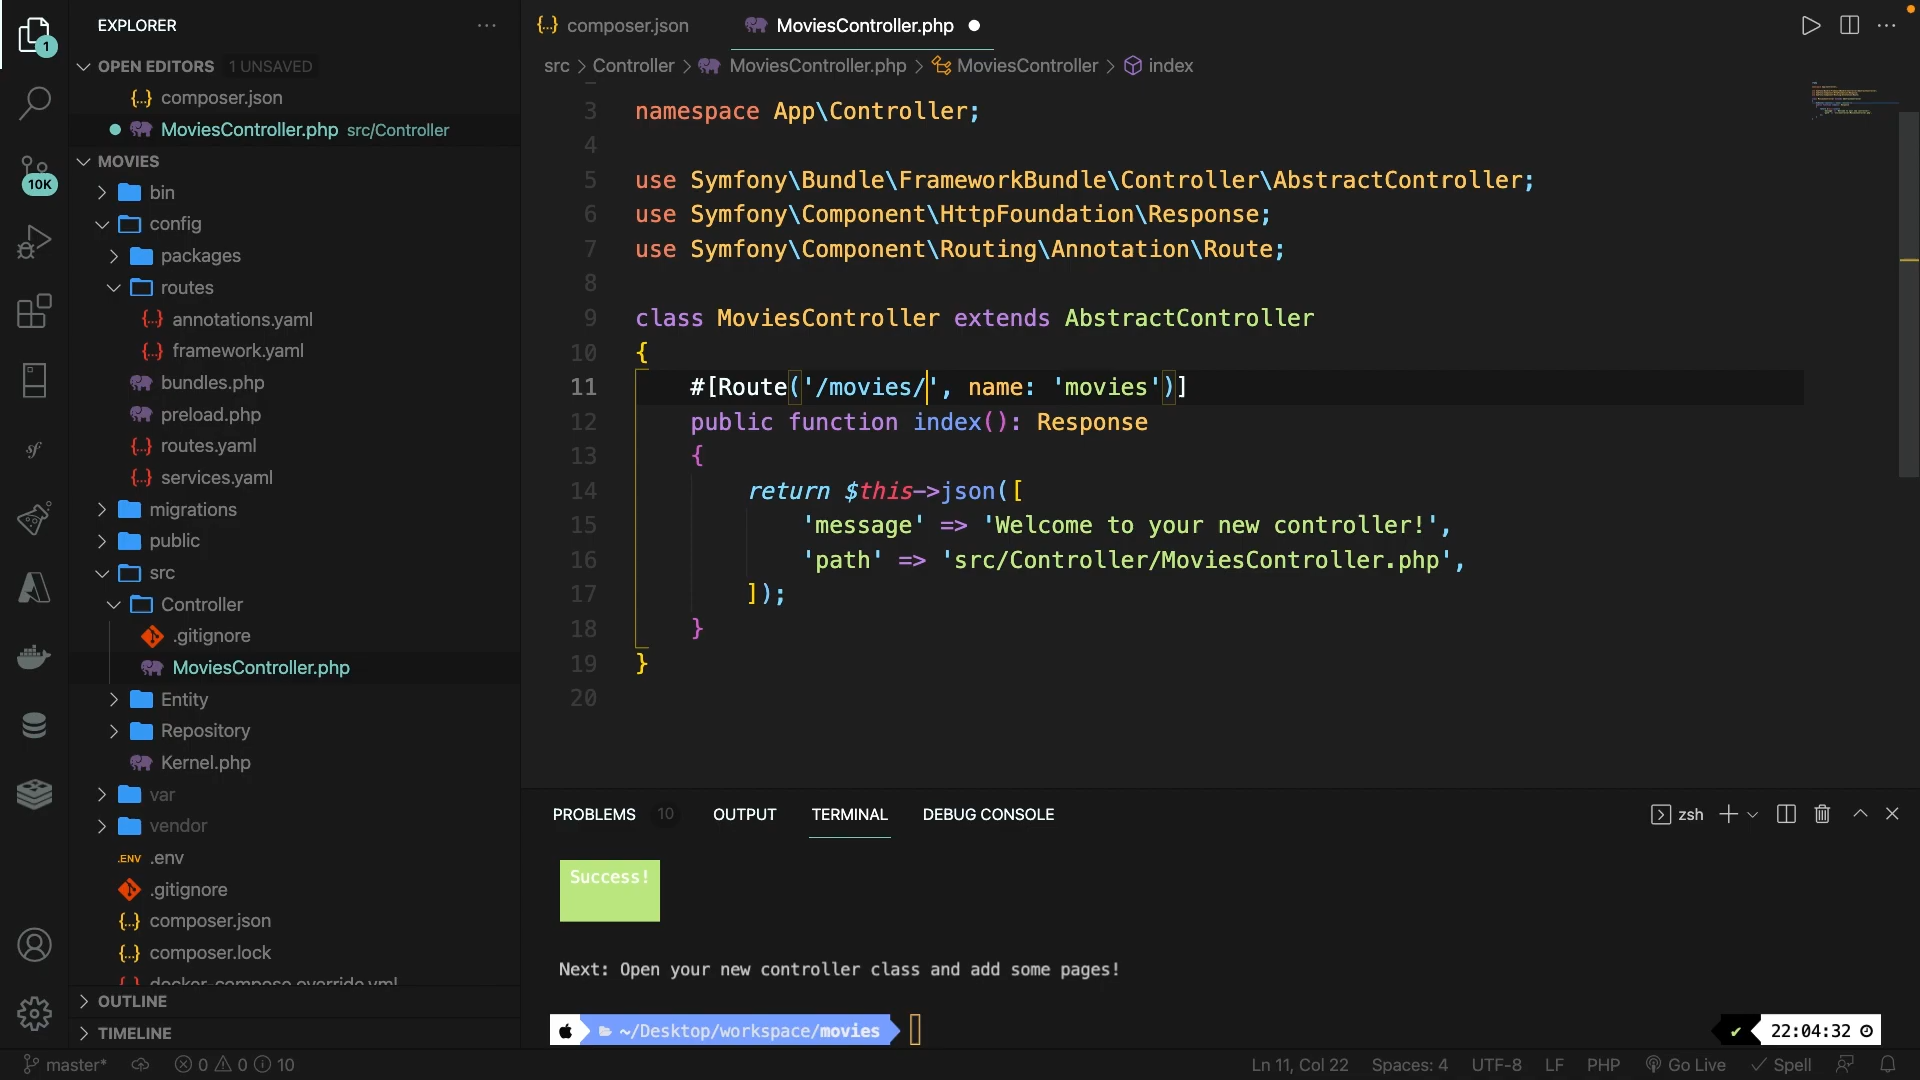 EXPLORER
OPEN EDITORS 1 UNSAVED
{..} composer.json
MoviesController.php src/Controller
MOVIES
bin
config
packages
routes
annotations.yaml
framework.yaml
bundles.php
preload.php
routes.yaml
services.yaml
migrations
public
src
Controller
.gitignore
MoviesController.php
Entity
Repository
Kernel.php
var
vendor
.ENV .env
.gitignore
{..} composer.json
{..} composer.lock
docker-compose.override.yml
OUTLINE
TIMELINE
1
10K
sf
{..} composer.json MoviesController.php
src > Controller > MoviesController.php > MoviesController > index
3 namespace App\Controller;
4
5 use Symfony\Bundle\FrameworkBundle\Controller\AbstractController;
6 use Symfony\Component\HttpFoundation\Response;
7 use Symfony\Component\Routing\Annotation\Route;
8
9 class MoviesController extends AbstractController
10 {
11 #[Route('/movies/', name: 'movies')]
12 public function index(): Response
13 {
14 return $this->json([
15 'message' => 'Welcome to your new controller!',
16 'path' => 'src/Controller/MoviesController.php',
17 ]);
18 }
19 }
20
PROBLEMS 10 OUTPUT TERMINAL DEBUG CONSOLE zsh
Success!
Next: Open your new controller class and add some pages!
~/Desktop/workspace/movies 22:04:32
master* 0 0 10 Ln 11, Col 22 Spaces: 4 UTF-8 LF PHP Go Live Spell